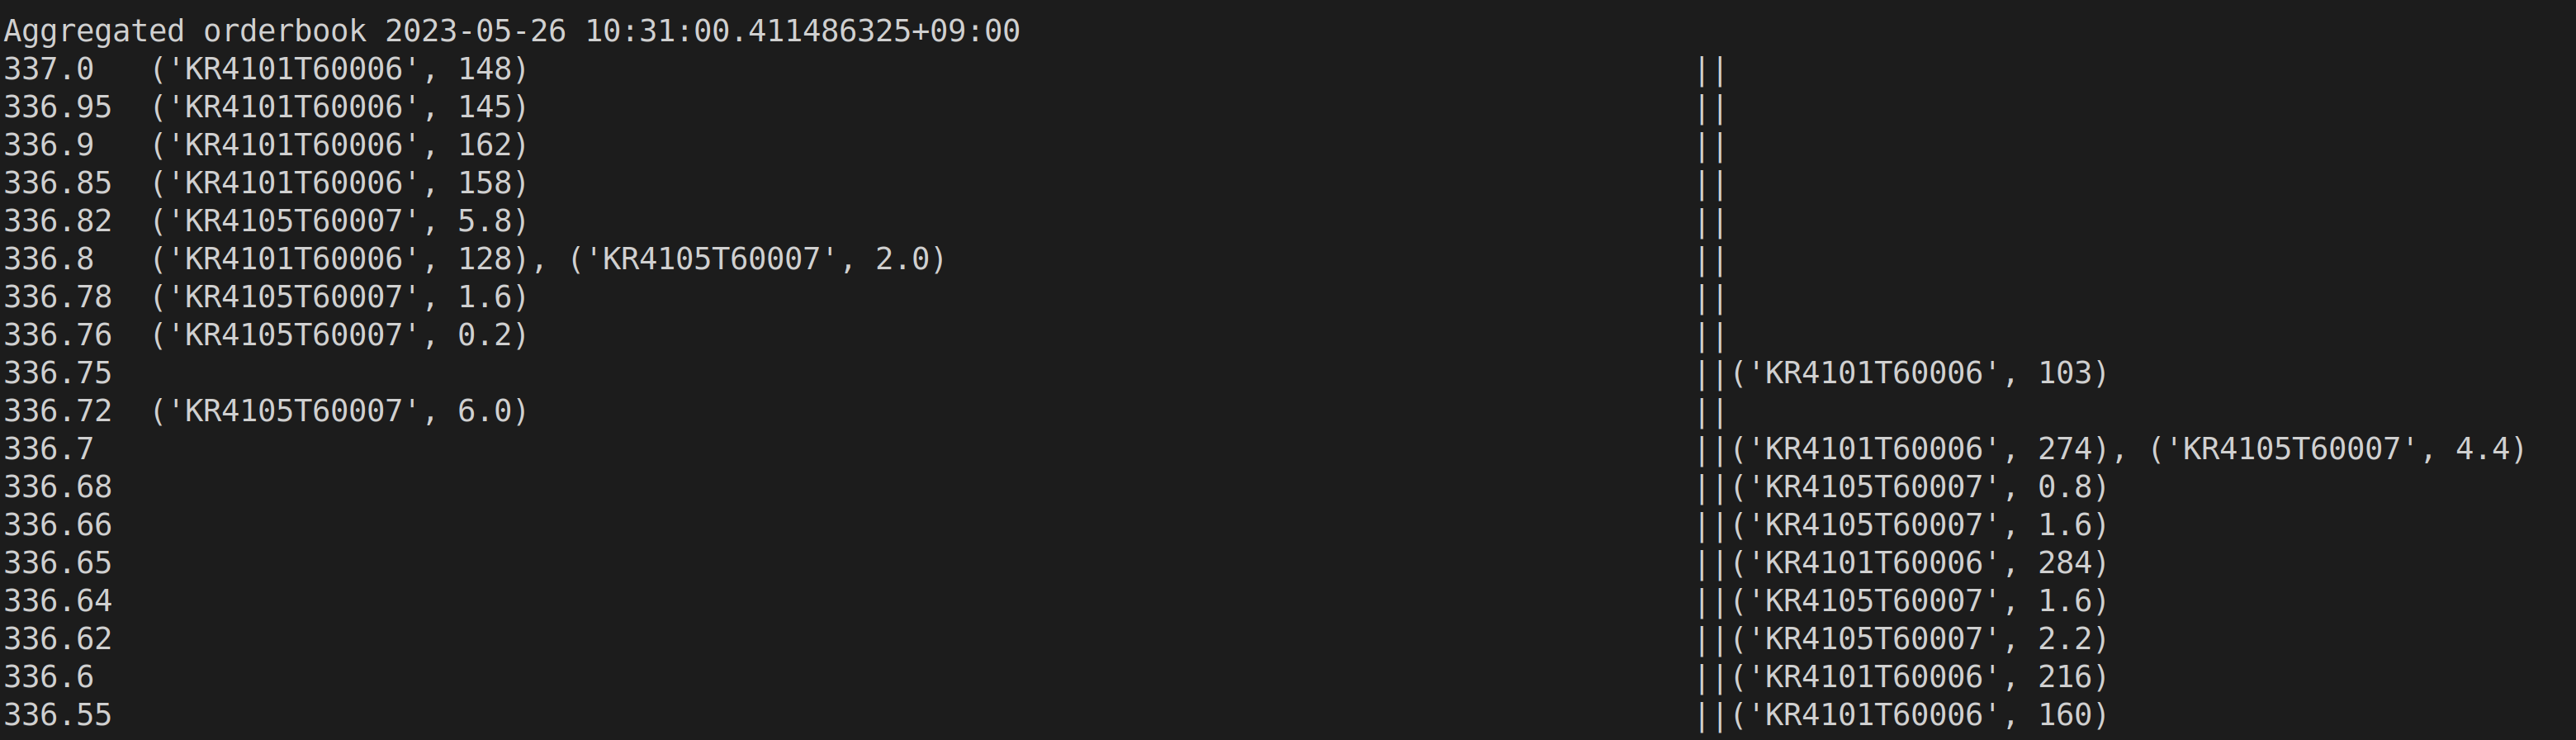 Aggregated orderbook 2023-05-26 10:31:00.411486325+09:00
337.0   ('KR4101T60006', 148)                                                                ||
336.95  ('KR4101T60006', 145)                                                                ||
336.9   ('KR4101T60006', 162)                                                                ||
336.85  ('KR4101T60006', 158)                                                                ||
336.82  ('KR4105T60007', 5.8)                                                                ||
336.8   ('KR4101T60006', 128), ('KR4105T60007', 2.0)                                         ||
336.78  ('KR4105T60007', 1.6)                                                                ||
336.76  ('KR4105T60007', 0.2)                                                                ||
336.75                                                                                       ||('KR4101T60006', 103)
336.72  ('KR4105T60007', 6.0)                                                                ||
336.7                                                                                        ||('KR4101T60006', 274), ('KR4105T60007', 4.4)
336.68                                                                                       ||('KR4105T60007', 0.8)
336.66                                                                                       ||('KR4105T60007', 1.6)
336.65                                                                                       ||('KR4101T60006', 284)
336.64                                                                                       ||('KR4105T60007', 1.6)
336.62                                                                                       ||('KR4105T60007', 2.2)
336.6                                                                                        ||('KR4101T60006', 216)
336.55                                                                                       ||('KR4101T60006', 160)